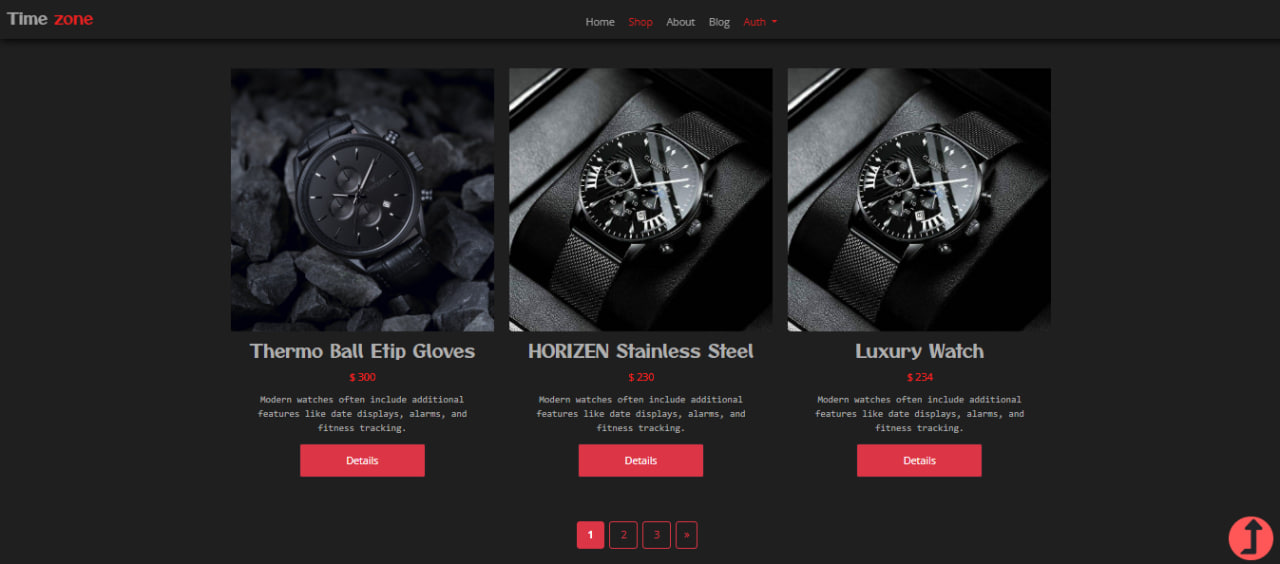 Time zone
Home Shop About Blog Auth
Thermo Ball Etip Gloves
$ 300
Modern watches often include additional
features like date displays, alarms, and
fitness tracking.
Details
HORIZEN Stainless Steel
$ 230
Modern watches often include additional
features like date displays, alarms, and
fitness tracking.
Details
Luxury Watch
$ 234
Modern watches often include additional
features like date displays, alarms, and
fitness tracking.
Details
1 2 3 »